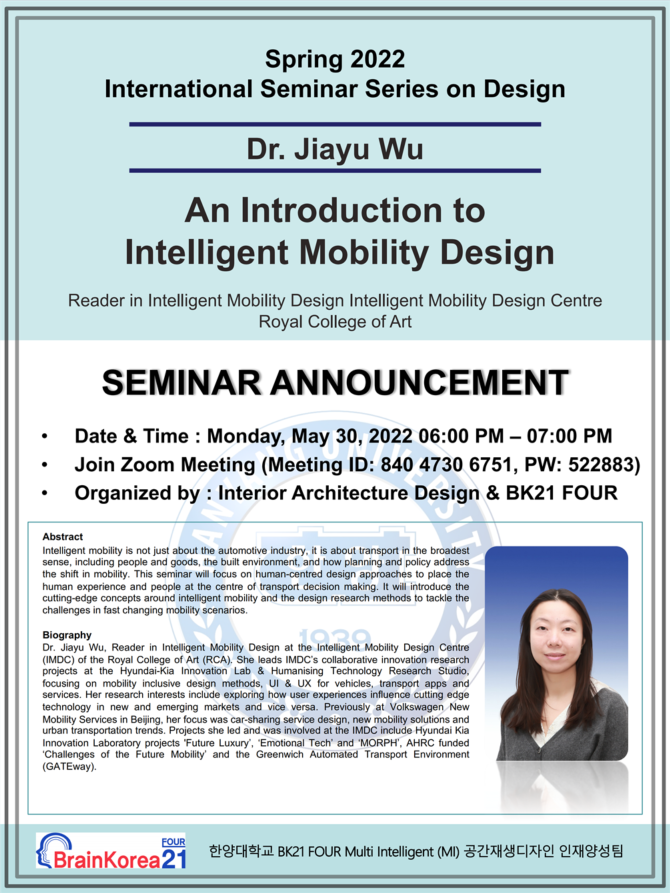 Spring 2022
International Seminar Series on Design
Dr. Jiayu Wu
An Introduction to
Intelligent Mobility Design
Reader in Intelligent Mobility Design Intelligent Mobility Design Centre
Royal College of Art
SEMINAR ANNOUNCEMENT
• Date & Time : Monday, May 30, 2022 06:00 PM – 07:00 PM
• Join Zoom Meeting (Meeting ID: 840 4730 6751, PW: 522883)
• Organized by : Interior Architecture Design & BK21 FOUR
Abstract
Intelligent mobility is not just about the automotive industry, it is about transport in the broadest
sense, including people and goods, the built environment, and how planning and policy address
the shift in mobility. This seminar will focus on human-centred design approaches to place the
human experience and people at the centre of transport decision making. It will introduce the
cutting-edge concepts around intelligent mobility and the design research methods to tackle the
challenges in fast changing mobility scenarios.
Biography
Dr. Jiayu Wu, Reader in Intelligent Mobility Design at the Intelligent Mobility Design Centre
(IMDC) of the Royal College of Art (RCA). She leads IMDC's collaborative innovation research
projects at the Hyundai-Kia Innovation Lab & Humanising Technology Research Studio,
focusing on mobility inclusive design methods, UI & UX for vehicles, transport apps and
services. Her research interests include exploring how user experiences influence cutting edge
technology in new and emerging markets and vice versa. Previously at Volkswagen New
Mobility Services in Beijing, her focus was car-sharing service design, new mobility solutions and
urban transportation trends. Projects she led and was involved at the IMDC include Hyundai Kia
Innovation Laboratory projects 'Future Luxury', 'Emotional Tech' and 'MORPH', AHRC funded
'Challenges of the Future Mobility' and the Greenwich Automated Transport Environment
(GATEway).
1939
FOUR
BrainKorea21
한양대학교 BK21 FOUR Multi Intelligent (MI) 공간재생디자인 인재양성팀